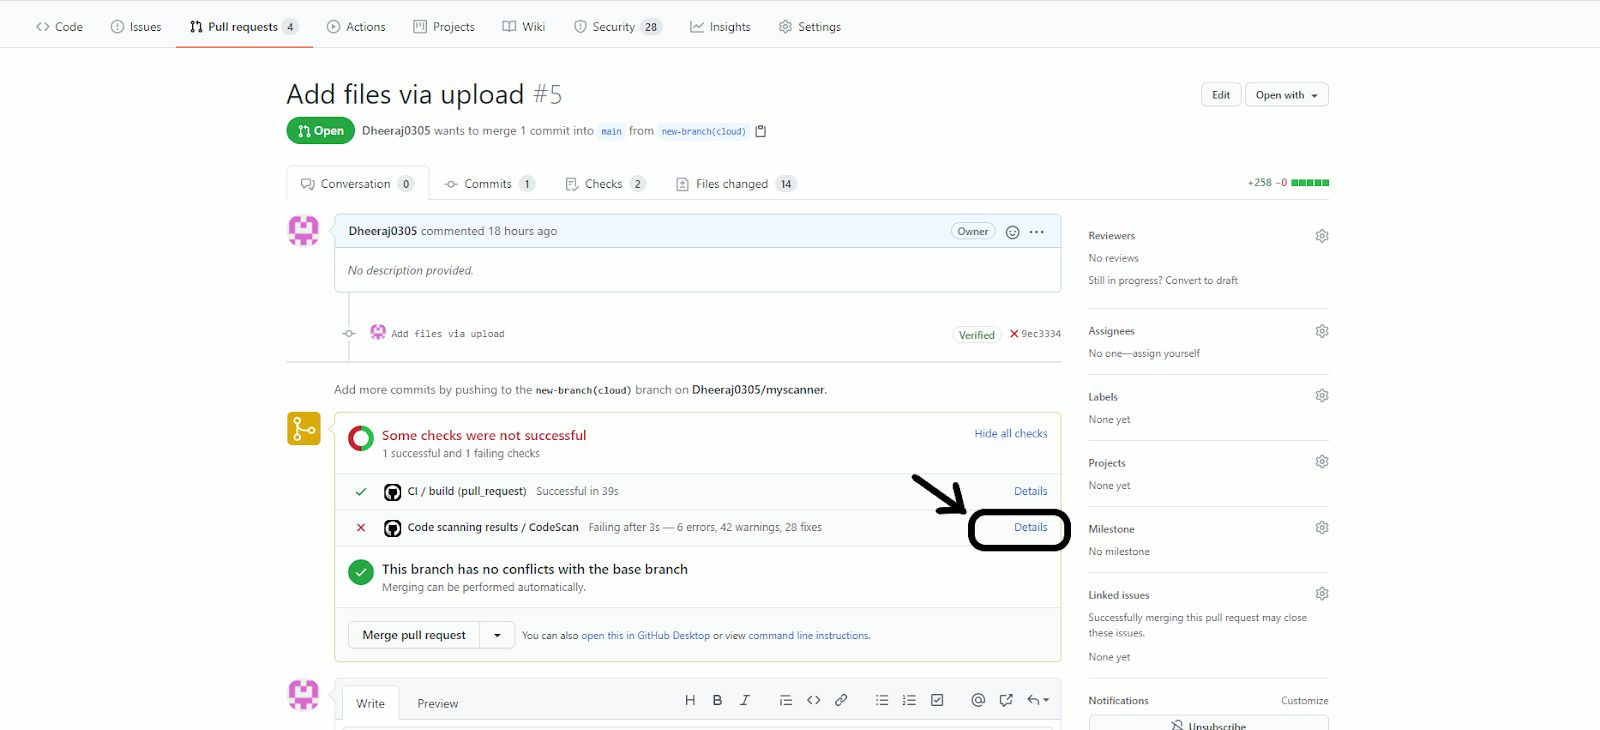 Code Issues Pull requests 4 Actions Projects Wiki Security 28 Insights Settings
Add files via upload #5
Edit Open with
Open Dheeraj0305 wants to merge 1 commit into main from new-branch(cloud)
Conversation 0 Commits 1 Checks 2 Files changed 14
+258 −0
Dheeraj0305 commented 18 hours ago Owner
No description provided.
Add files via upload Verified 9ec3334
Add more commits by pushing to the new-branch(cloud) branch on Dheeraj0305/myscanner.
Some checks were not successful Hide all checks
1 successful and 1 failing checks
CI / build (pull_request) Successful in 39s Details
Code scanning results / CodeScan Failing after 3s — 6 errors, 42 warnings, 28 fixes Details
This branch has no conflicts with the base branch
Merging can be performed automatically.
Merge pull request You can also open this in GitHub Desktop or view command line instructions.
Write Preview H B I
Reviewers
No reviews
Still in progress? Convert to draft
Assignees
No one—assign yourself
Labels
None yet
Projects
None yet
Milestone
No milestone
Linked issues
Successfully merging this pull request may close
these issues.
None yet
Notifications Customize
Unsubscribe